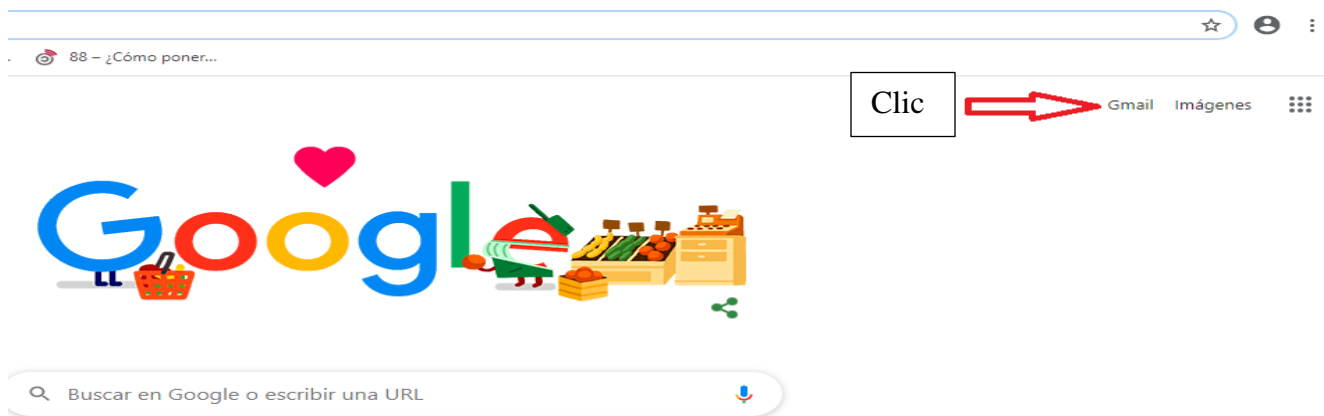 88 – ¿Cómo poner...
Clic
Gmail Imágenes
Google
Buscar en Google o escribir una URL